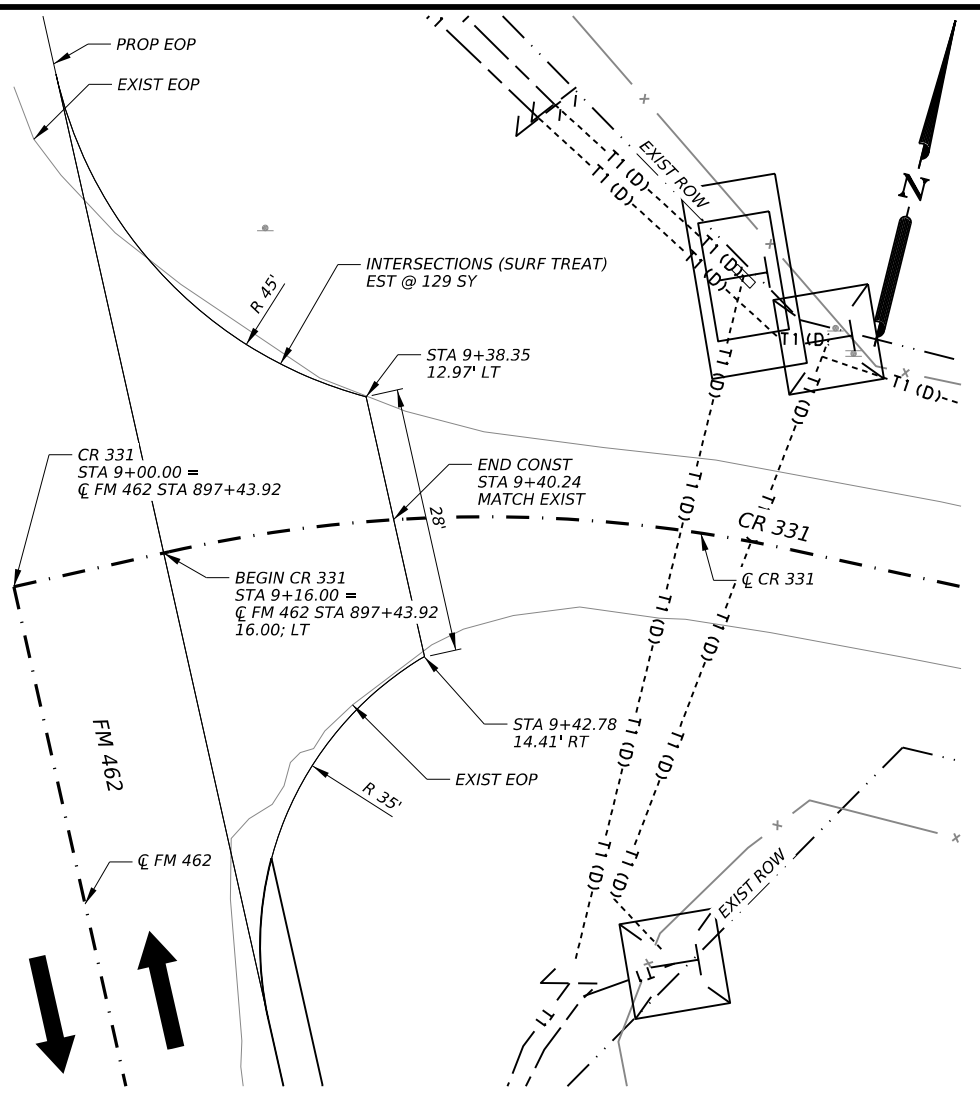 PROP EOP
EXIST EOP
EXIST ROW
T1 (D)
T1 (D)
N
T1 (D)
T1 (D)
INTERSECTIONS (SURF TREAT)
EST @ 129 SY
R 45'
T1 (D)
STA 9+38.35
12.97' LT
T1 (D)
T1 (D)
T1 (D)
CR 331
STA 9+00.00 =
℄ FM 462 STA 897+43.92
END CONST
STA 9+40.24
MATCH EXIST
28'
T1 (D)
T1 (D)
CR 331
℄ CR 331
BEGIN CR 331
STA 9+16.00 =
℄ FM 462 STA 897+43.92
16.00; LT
T1 (D)
T1 (D)
FM 462
STA 9+42.78
14.41' RT
T1 (D)
T1 (D)
EXIST EOP
R 35'
℄ FM 462
T1 (D)
T1 (D)
EXIST ROW
T1
T1